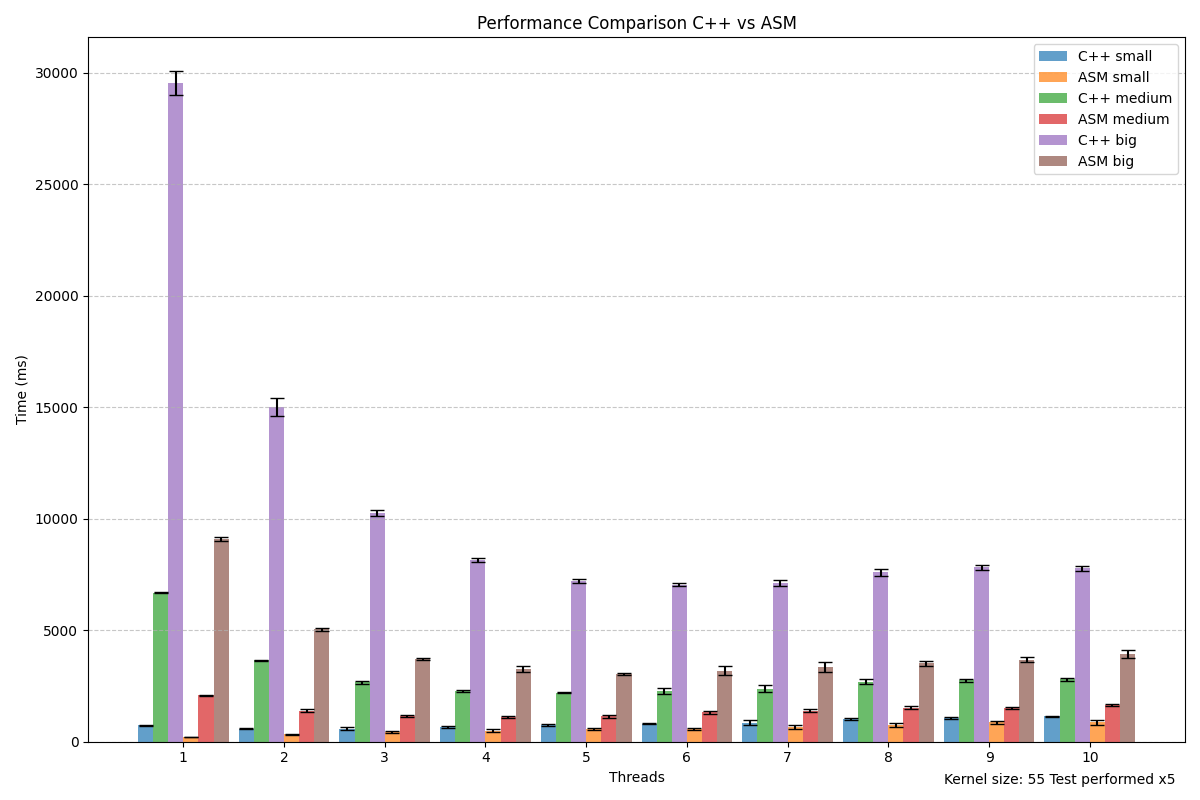 Performance Comparison C++ vs ASM
C++ small
ASM small
C++ medium
ASM medium
C++ big
ASM big
30000
25000
20000
15000
10000
5000
0
Time (ms)
1 2 3 4 5 6 7 8 9 10
Threads
Kernel size: 55 Test performed x5